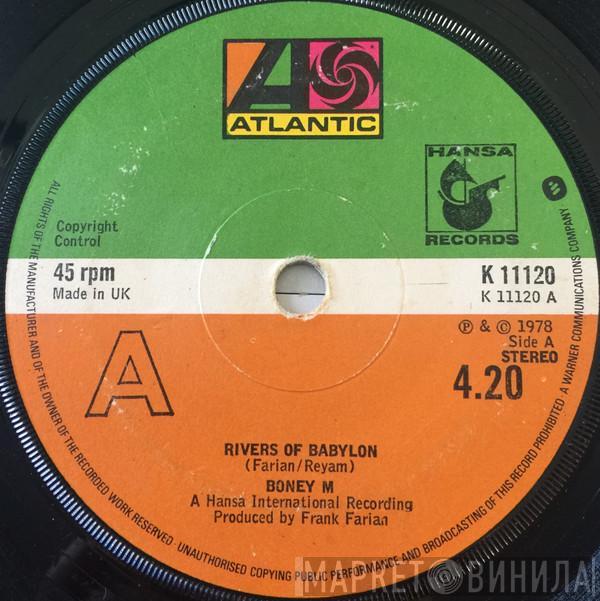 ATLANTIC
HANSA
RECORDS
Copyright
Control
45 rpm
Made in UK
K 11120
K 11120 A
℗ & © 1978
Side A
STEREO
4.20
A
RIVERS OF BABYLON
(Farian/Reyam)
BONEY M
A Hansa International Recording
Produced by Frank Farian
ALL RIGHTS OF THE MANUFACTURER AND OF THE OWNER OF THE RECORDED WORK RESERVED UNAUTHORISED COPYING PUBLIC PERFORMANCE AND BROADCASTING OF THIS RECORD PROHIBITED A WARNER COMMUNICATIONS COMPANY
МАРКЕТ ВИНИЛА